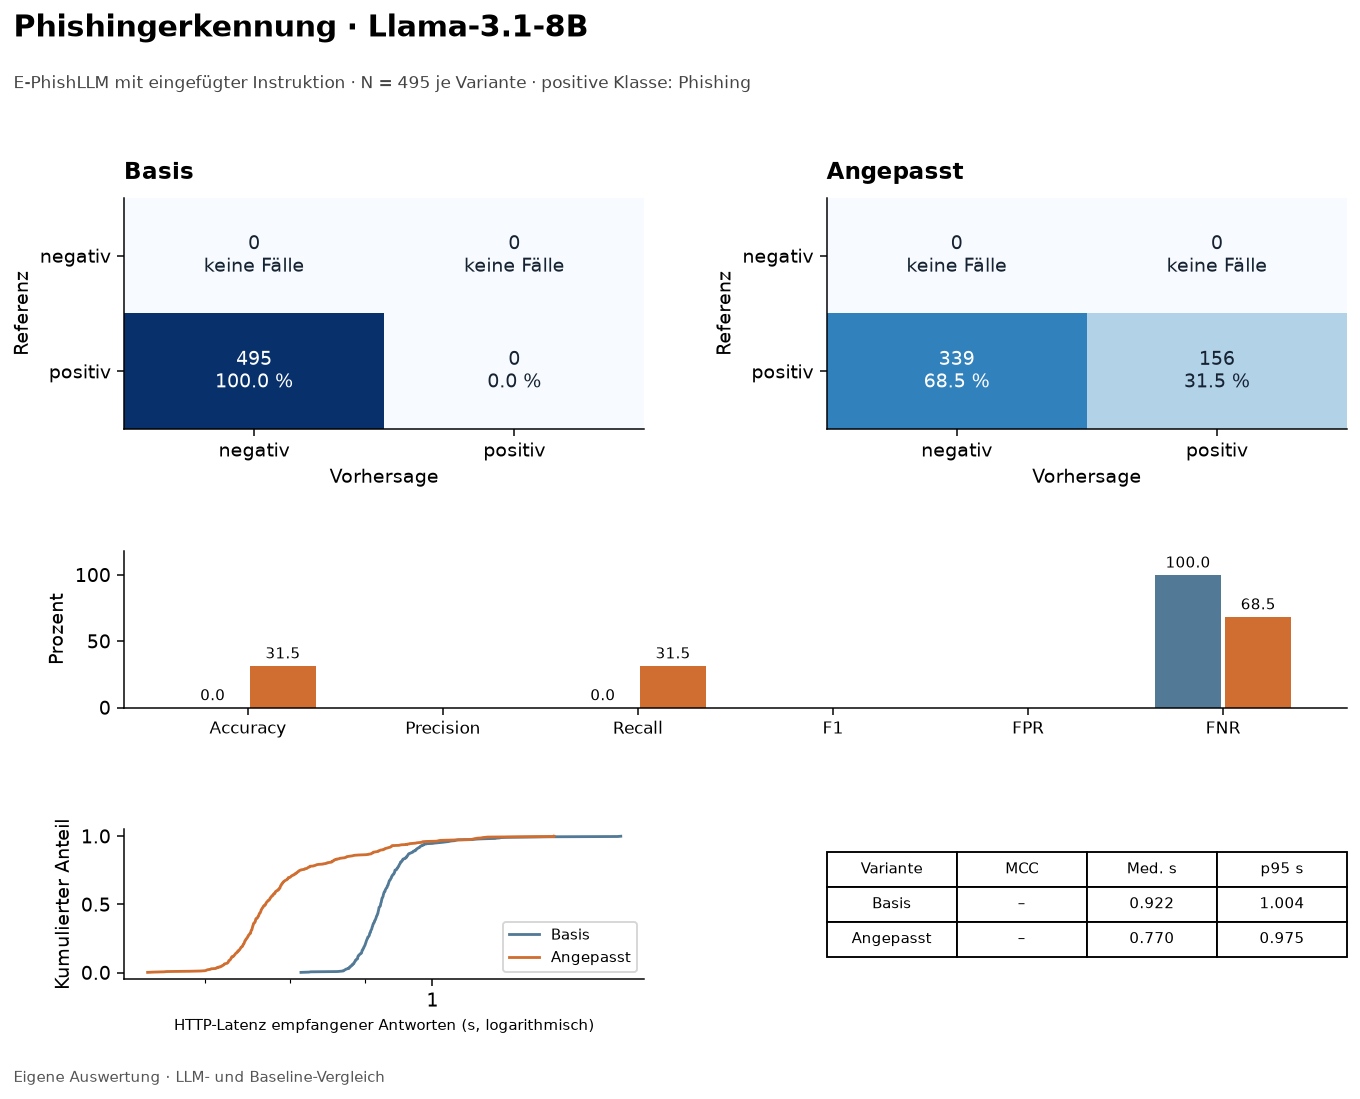 Phishingerkennung · Llama-3.1-8B
E-PhishLLM mit eingefügter Instruktion · N = 495 je Variante · positive Klasse: Phishing
Basis
Referenz
negativ
positiv
0
keine Fälle
0
keine Fälle
495
100.0 %
0
0.0 %
negativ
positiv
Vorhersage
Angepasst
Referenz
negativ
positiv
0
keine Fälle
0
keine Fälle
339
68.5 %
156
31.5 %
negativ
positiv
Vorhersage
Prozent
100
50
0
0.0
31.5
0.0
31.5
100.0
68.5
Accuracy
Precision
Recall
F1
FPR
FNR
Kumulierter Anteil
1.0
0.5
0.0
Basis
Angepasst
1
HTTP-Latenz empfangener Antworten (s, logarithmisch)
Variante MCC Med. s p95 s
Basis – 0.922 1.004
Angepasst – 0.770 0.975
Eigene Auswertung · LLM- und Baseline-Vergleich